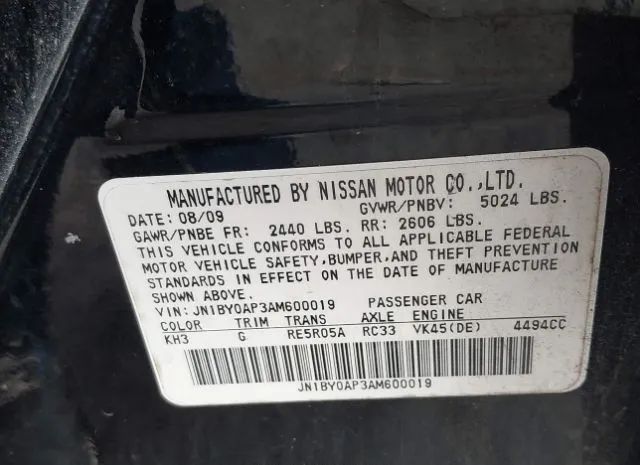 MANUFACTURED BY NISSAN MOTOR CO.,LTD.
DATE: 08/09 GVWR/PNBV: 5024 LBS.
GAWR/PNBE FR: 2440 LBS. RR: 2606 LBS.
THIS VEHICLE CONFORMS TO ALL APPLICABLE FEDERAL
MOTOR VEHICLE SAFETY,BUMPER,AND THEFT PREVENTION
STANDARDS IN EFFECT ON THE DATE OF MANUFACTURE
SHOWN ABOVE.
VIN: JN1BY0AP3AM600019 PASSENGER CAR
COLOR TRIM TRANS AXLE ENGINE
KH3 G RE5R05A RC33 VK45(DE) 4494CC
JN1BY0AP3AM600019